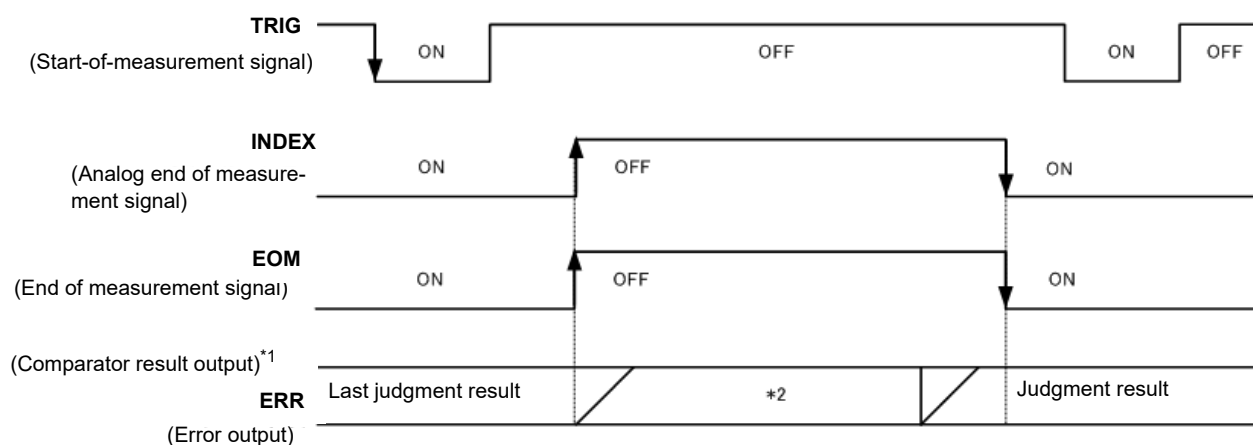 TRIG
(Start-of-measurement signal)
ON
OFF
ON
OFF
INDEX
(Analog end of measure-
ment signal)
ON
OFF
ON
EOM
(End of measurement signal)
ON
OFF
ON
(Comparator result output)*1
Last judgment result
*2
Judgment result
ERR
(Error output)